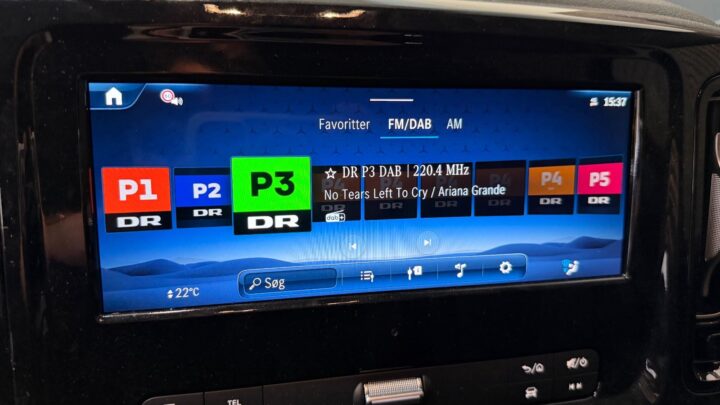 15:37
Favoritter FM/DAB AM
☆ DR P3 DAB | 220.4 MHz
No Tears Left To Cry / Ariana Grande
dab+
P1 DR
P2 DR
P3 DR
P4
P5 DR
22°C
Søg
TEL